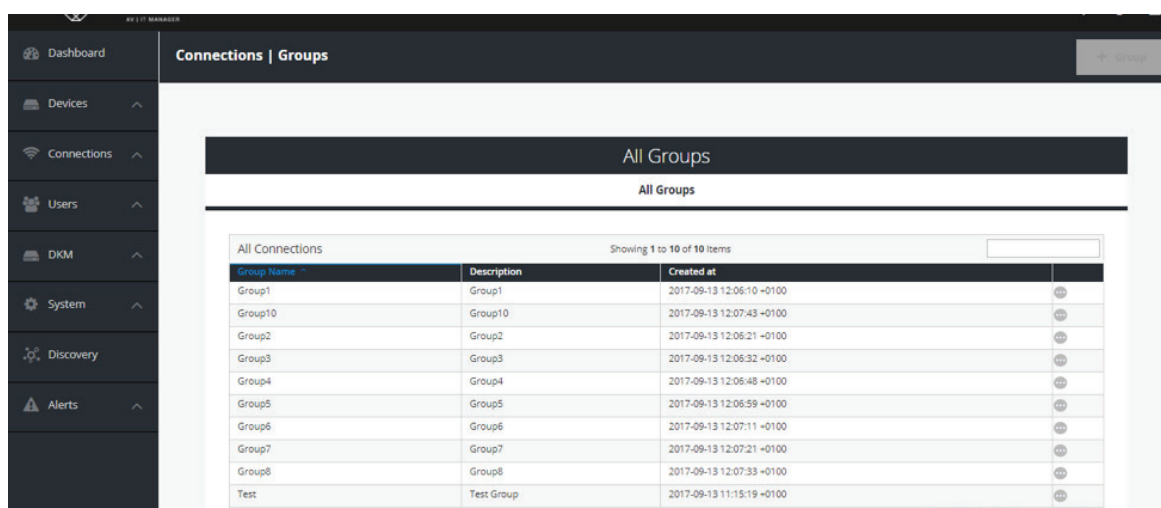 AV | IT MANAGER
Dashboard
Connections | Groups
+ Group
Devices
Connections
Users
DKM
System
Discovery
Alerts
All Groups
All Groups
All Connections
Showing 1 to 10 of 10 Items
Group Name ^ Description Created at
Group1 Group1 2017-09-13 12:06:10 +0100
Group10 Group10 2017-09-13 12:07:43 +0100
Group2 Group2 2017-09-13 12:06:21 +0100
Group3 Group3 2017-09-13 12:06:32 +0100
Group4 Group4 2017-09-13 12:06:48 +0100
Group5 Group5 2017-09-13 12:06:59 +0100
Group6 Group6 2017-09-13 12:07:11 +0100
Group7 Group7 2017-09-13 12:07:21 +0100
Group8 Group8 2017-09-13 12:07:33 +0100
Test Test Group 2017-09-13 11:15:19 +0100